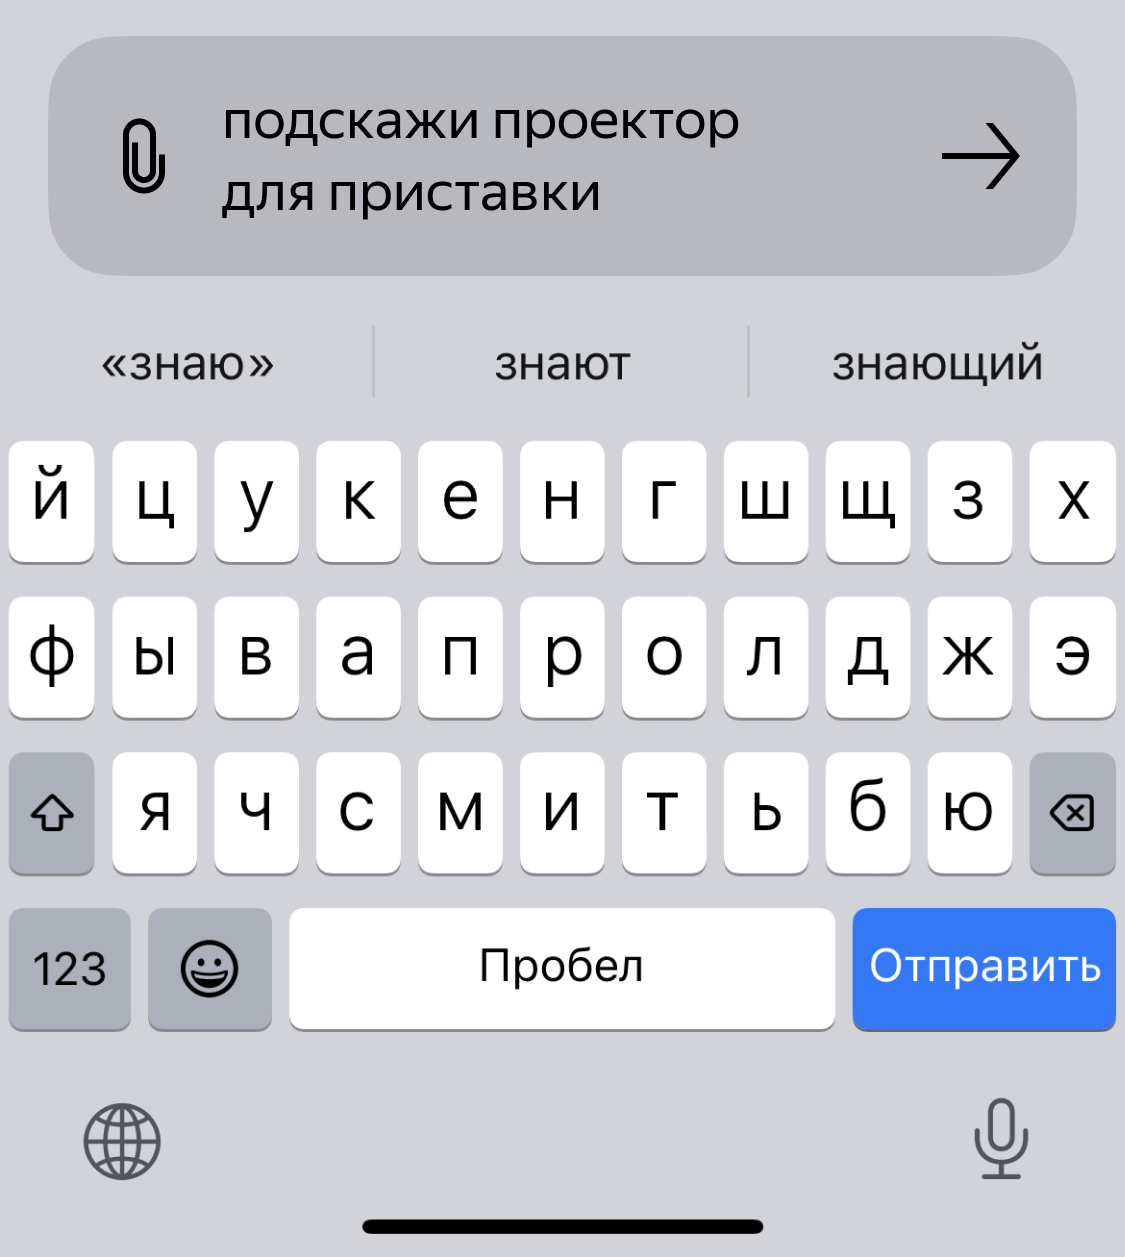 подскажи проектор
для приставки
«знаю» знают знающий
й ц у к е н г ш щ з х
ф ы в а п р о л д ж э
я ч с м и т ь б ю
123 Пробел Отправить